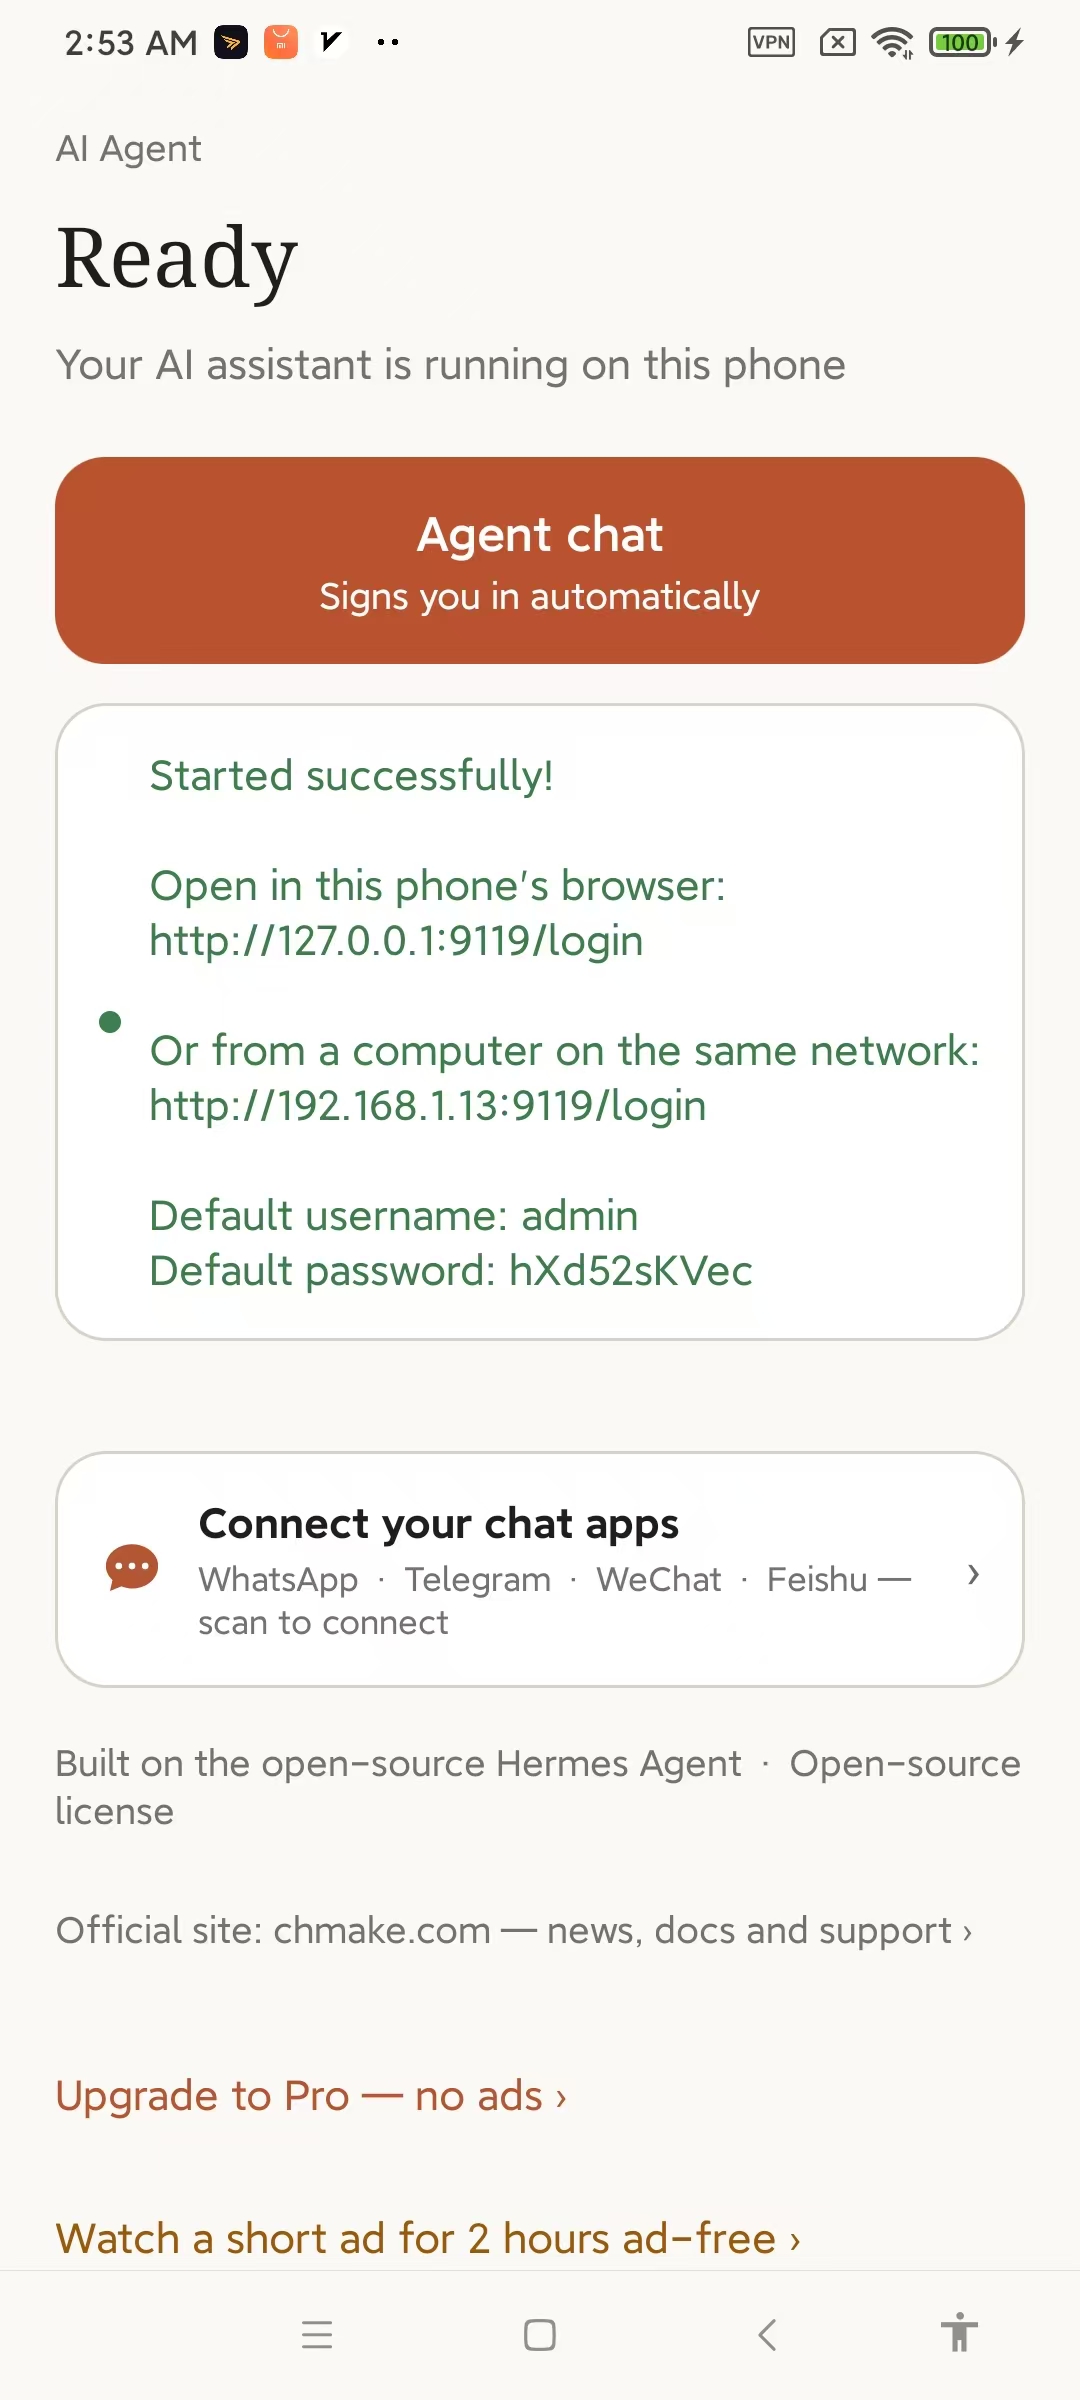 2:53 AM
VPN
100
AI Agent
Ready
Your AI assistant is running on this phone
Agent chat
Signs you in automatically
Started successfully!
Open in this phone's browser:
http://127.0.0.1:9119/login
Or from a computer on the same network:
http://192.168.1.13:9119/login
Default username: admin
Default password: hXd52sKVec
Connect your chat apps
WhatsApp · Telegram · WeChat · Feishu —
scan to connect
Built on the open-source Hermes Agent · Open-source
license
Official site: chmake.com — news, docs and support ›
Upgrade to Pro — no ads ›
Watch a short ad for 2 hours ad-free ›